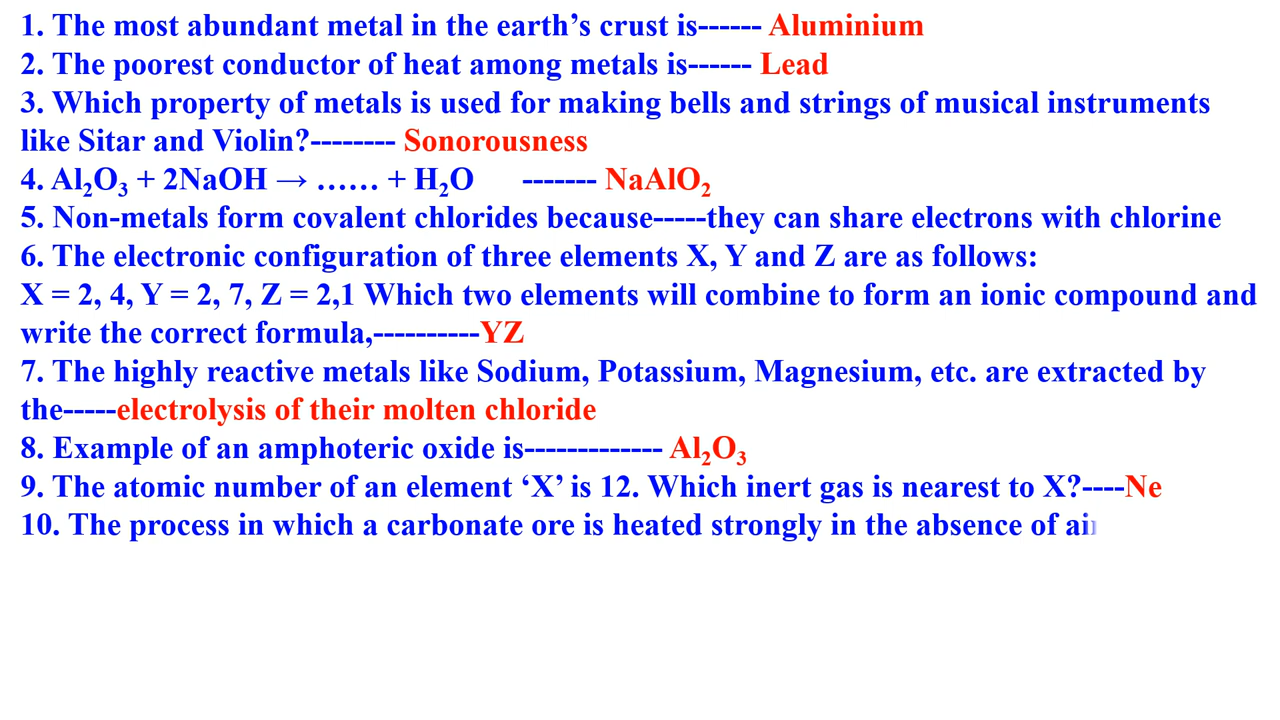 1. The most abundant metal in the earth’s crust is------ Aluminium
2. The poorest conductor of heat among metals is------ Lead
3. Which property of metals is used for making bells and strings of musical instruments
like Sitar and Violin?-------- Sonorousness
4. Al₂O₃ + 2NaOH → …… + H₂O ------- NaAlO₂
5. Non-metals form covalent chlorides because-----they can share electrons with chlorine
6. The electronic configuration of three elements X, Y and Z are as follows:
X = 2, 4, Y = 2, 7, Z = 2,1 Which two elements will combine to form an ionic compound and
write the correct formula,----------YZ
7. The highly reactive metals like Sodium, Potassium, Magnesium, etc. are extracted by
the-----electrolysis of their molten chloride
8. Example of an amphoteric oxide is------------- Al₂O₃
9. The atomic number of an element ‘X’ is 12. Which inert gas is nearest to X?----Ne
10. The process in which a carbonate ore is heated strongly in the absence of